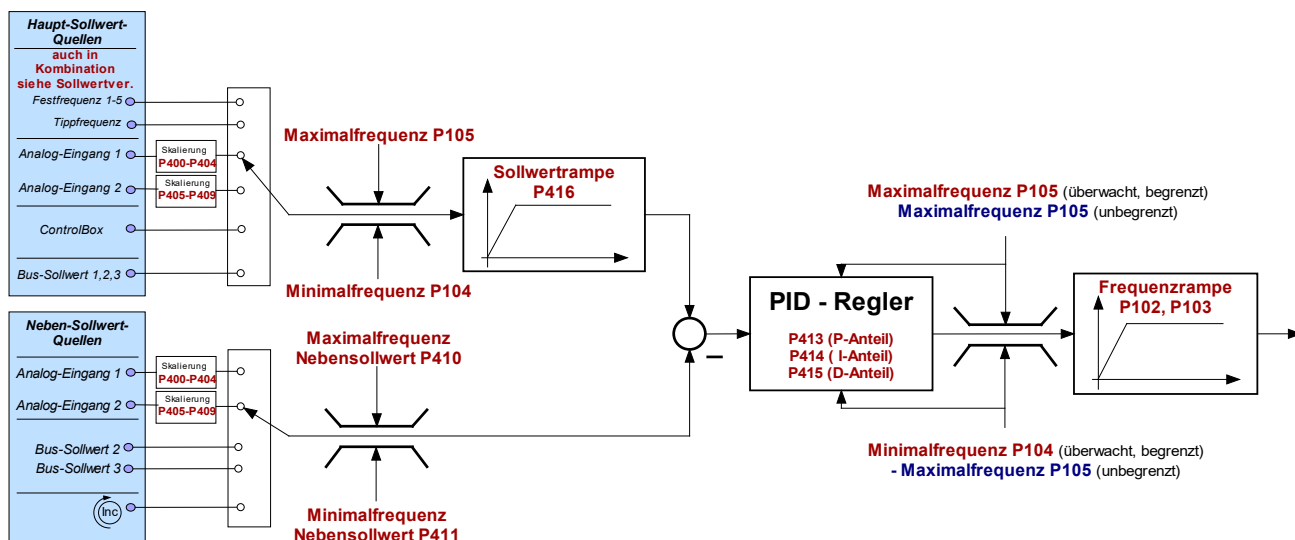 Haupt-Sollwert-
Quellen
auch in
Kombination
siehe Sollwertver.
Festfrequenz 1-5
Tippfrequenz
Analog-Eingang 1
Skalierung
P400-P404
Analog-Eingang 2
Skalierung
P405-P409
ControlBox
Bus-Sollwert 1,2,3
Maximalfrequenz P105
Minimalfrequenz P104
Sollwertrampe
P416
Neben-Sollwert-
Quellen
Analog-Eingang 1
Skalierung
P400-P404
Analog-Eingang 2
Skalierung
P405-P409
Bus-Sollwert 2
Bus-Sollwert 3
Inc
Maximalfrequenz
Nebensollwert P410
Minimalfrequenz
Nebensollwert P411
–
PID - Regler
P413 (P-Anteil)
P414 ( I-Anteil)
P415 (D-Anteil)
Maximalfrequenz P105 (überwacht, begrenzt)
Maximalfrequenz P105 (unbegrenzt)
Minimalfrequenz P104 (überwacht, begrenzt)
- Maximalfrequenz P105 (unbegrenzt)
Frequenzrampe
P102, P103